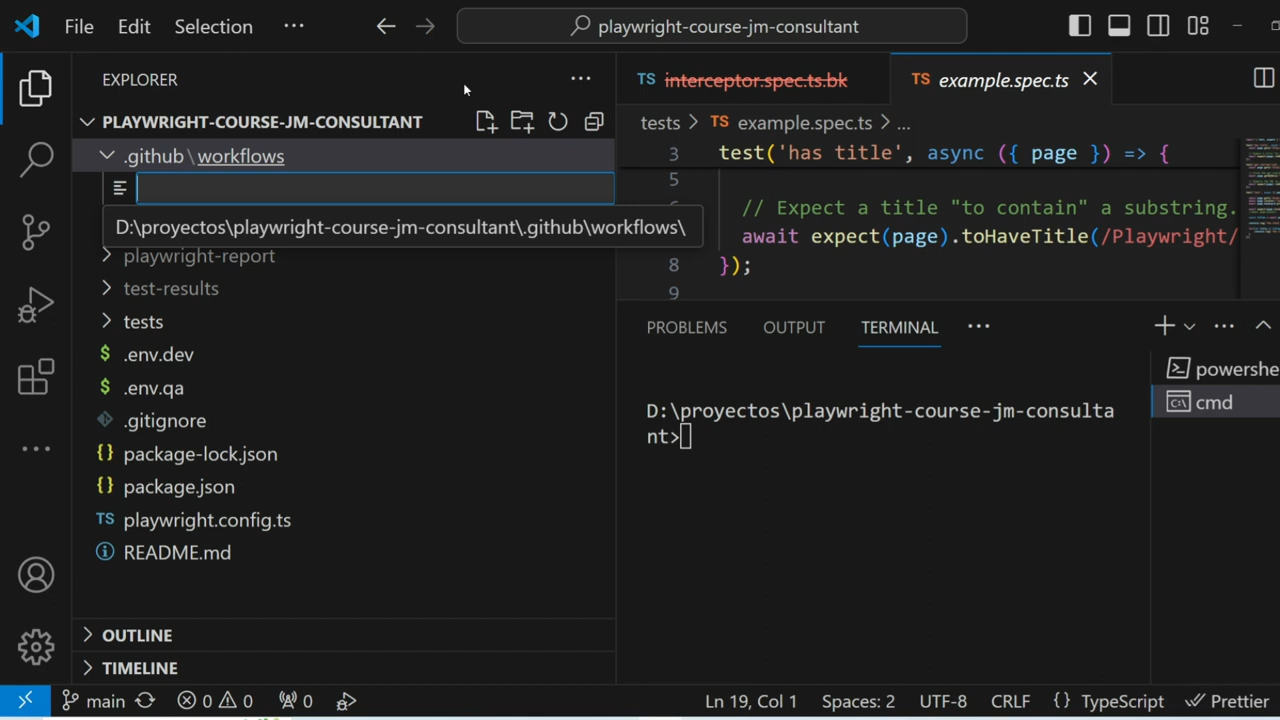 File Edit Selection ···
playwright-course-jm-consultant
EXPLORER
PLAYWRIGHT-COURSE-JM-CONSULTANT
.github\workflows
D:\proyectos\playwright-course-jm-consultant\.github\workflows\
playwright-report
test-results
tests
$ .env.dev
$ .env.qa
.gitignore
{} package-lock.json
{} package.json
TS playwright.config.ts
README.md
OUTLINE
TIMELINE
TS interceptor.spec.ts.bk
TS example.spec.ts
tests > TS example.spec.ts > ...
3 test('has title', async ({ page }) => {
5
// Expect a title "to contain" a substring.
await expect(page).toHaveTitle(/Playwright/
8 });
9
PROBLEMS OUTPUT TERMINAL ···
D:\proyectos\playwright-course-jm-consulta
nt>
powershe
cmd
main 0 0 0 Ln 19, Col 1 Spaces: 2 UTF-8 CRLF {} TypeScript Prettier